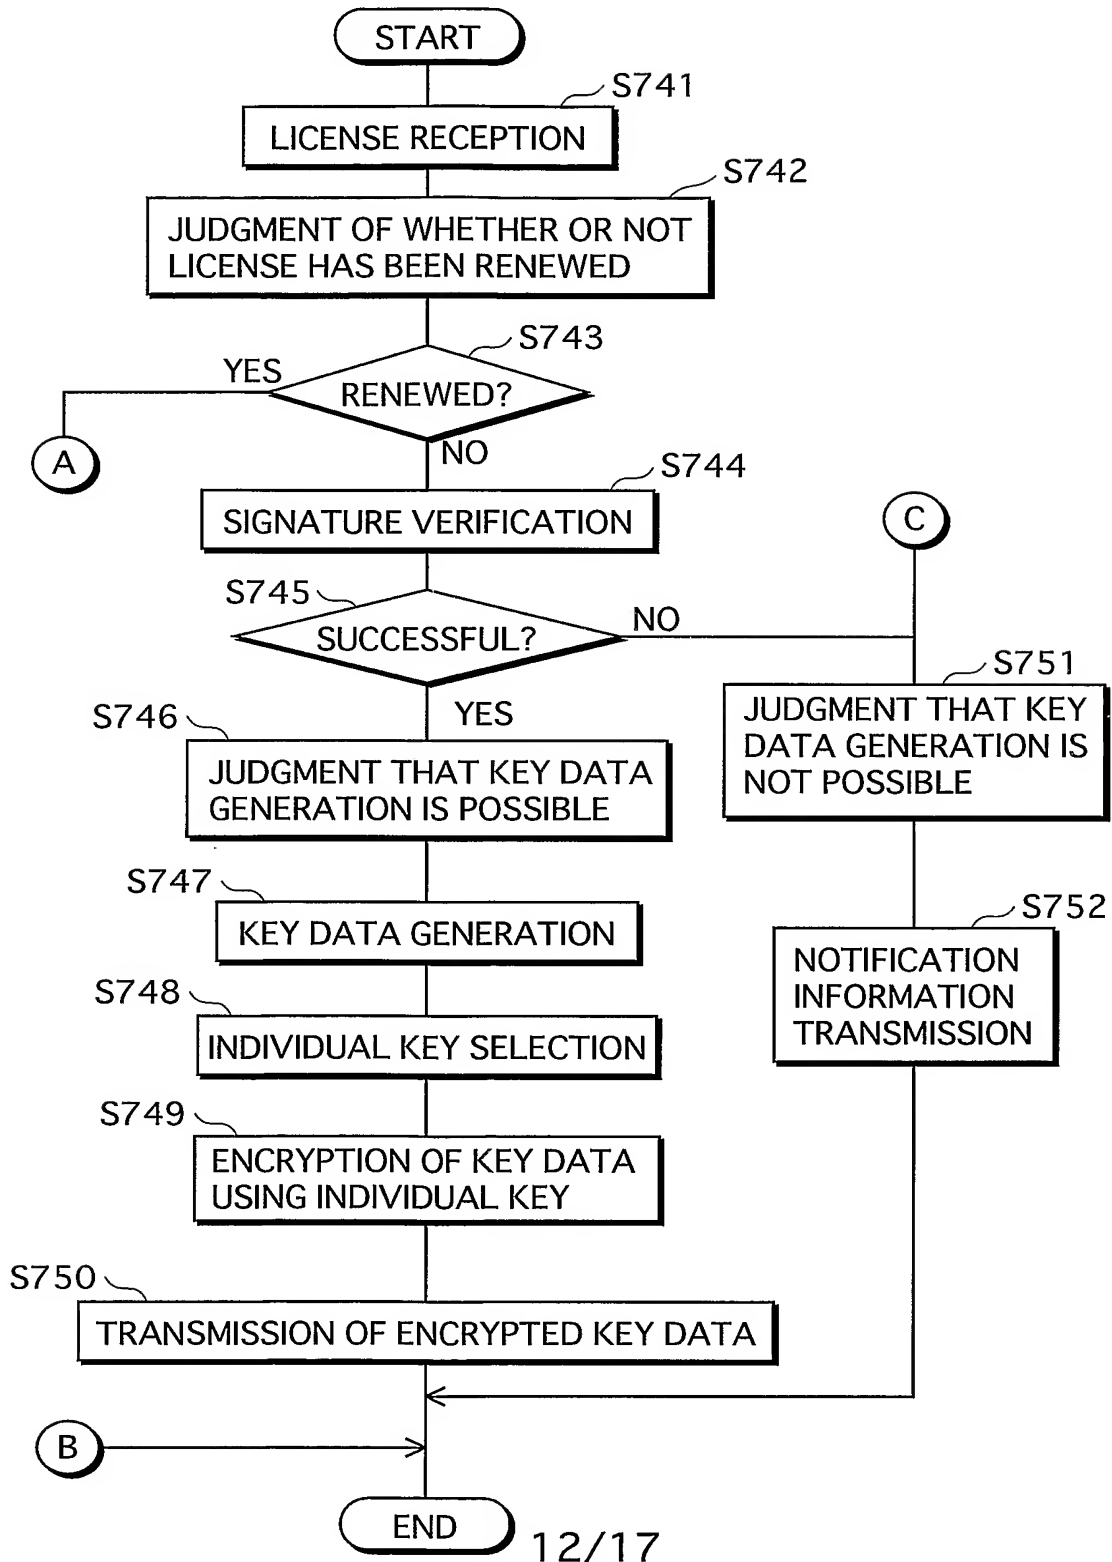 START
S741
LICENSE RECEPTION
S742
JUDGMENT OF WHETHER OR NOT
LICENSE HAS BEEN RENEWED
S743
YES
RENEWED?
A
NO
S744
SIGNATURE VERIFICATION
C
S745
SUCCESSFUL?
NO
YES
S746
JUDGMENT THAT KEY DATA
GENERATION IS POSSIBLE
S751
JUDGMENT THAT KEY
DATA GENERATION IS
NOT POSSIBLE
S747
KEY DATA GENERATION
S752
NOTIFICATION
INFORMATION
TRANSMISSION
S748
INDIVIDUAL KEY SELECTION
S749
ENCRYPTION OF KEY DATA
USING INDIVIDUAL KEY
S750
TRANSMISSION OF ENCRYPTED KEY DATA
B
END
12/17